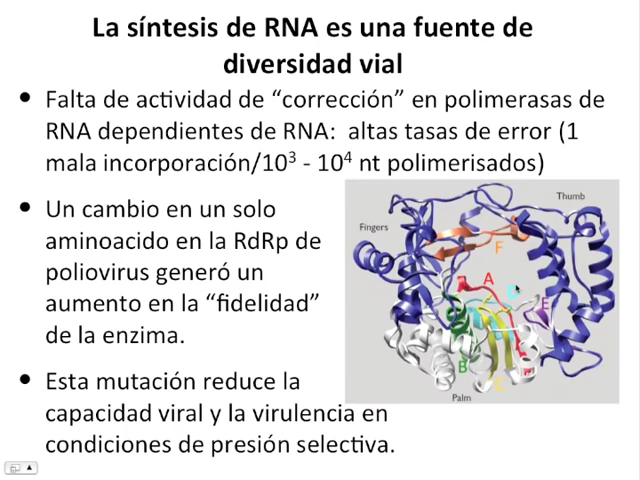 La síntesis de RNA es una fuente de
diversidad vial
• Falta de actividad de “corrección” en polimerasas de
RNA dependientes de RNA: altas tasas de error (1
mala incorporación/10³ - 10⁴ nt polimerisados)
• Un cambio en un solo
aminoacido en la RdRp de
poliovirus generó un
aumento en la “fidelidad”
de la enzima.
• Esta mutación reduce la
capacidad viral y la virulencia en
condiciones de presión selectiva.
Thumb
Fingers
F
A
D
E
B
C
Palm